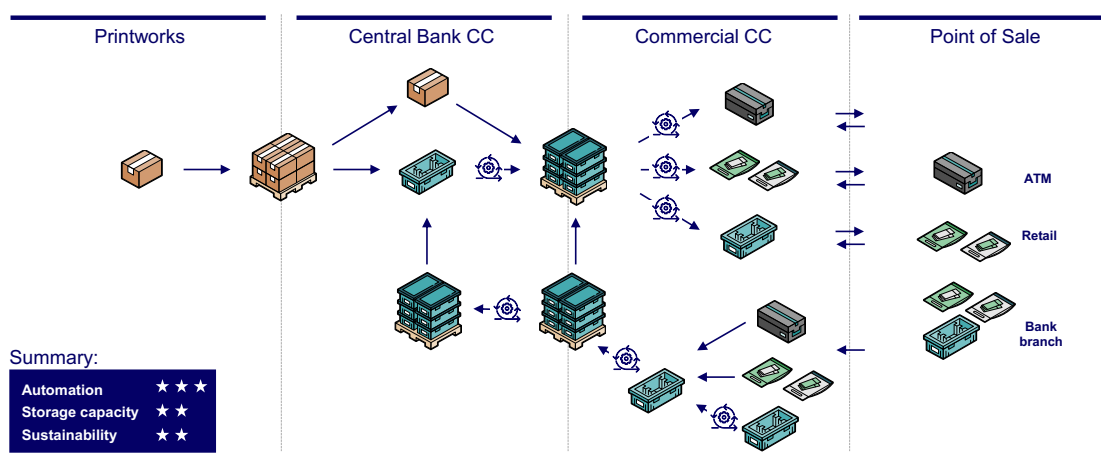 Printworks
Central Bank CC
Commercial CC
Point of Sale
ATM
Retail
Bank
branch
Summary:
Automation ★ ★ ★
Storage capacity ★ ★
Sustainability ★ ★